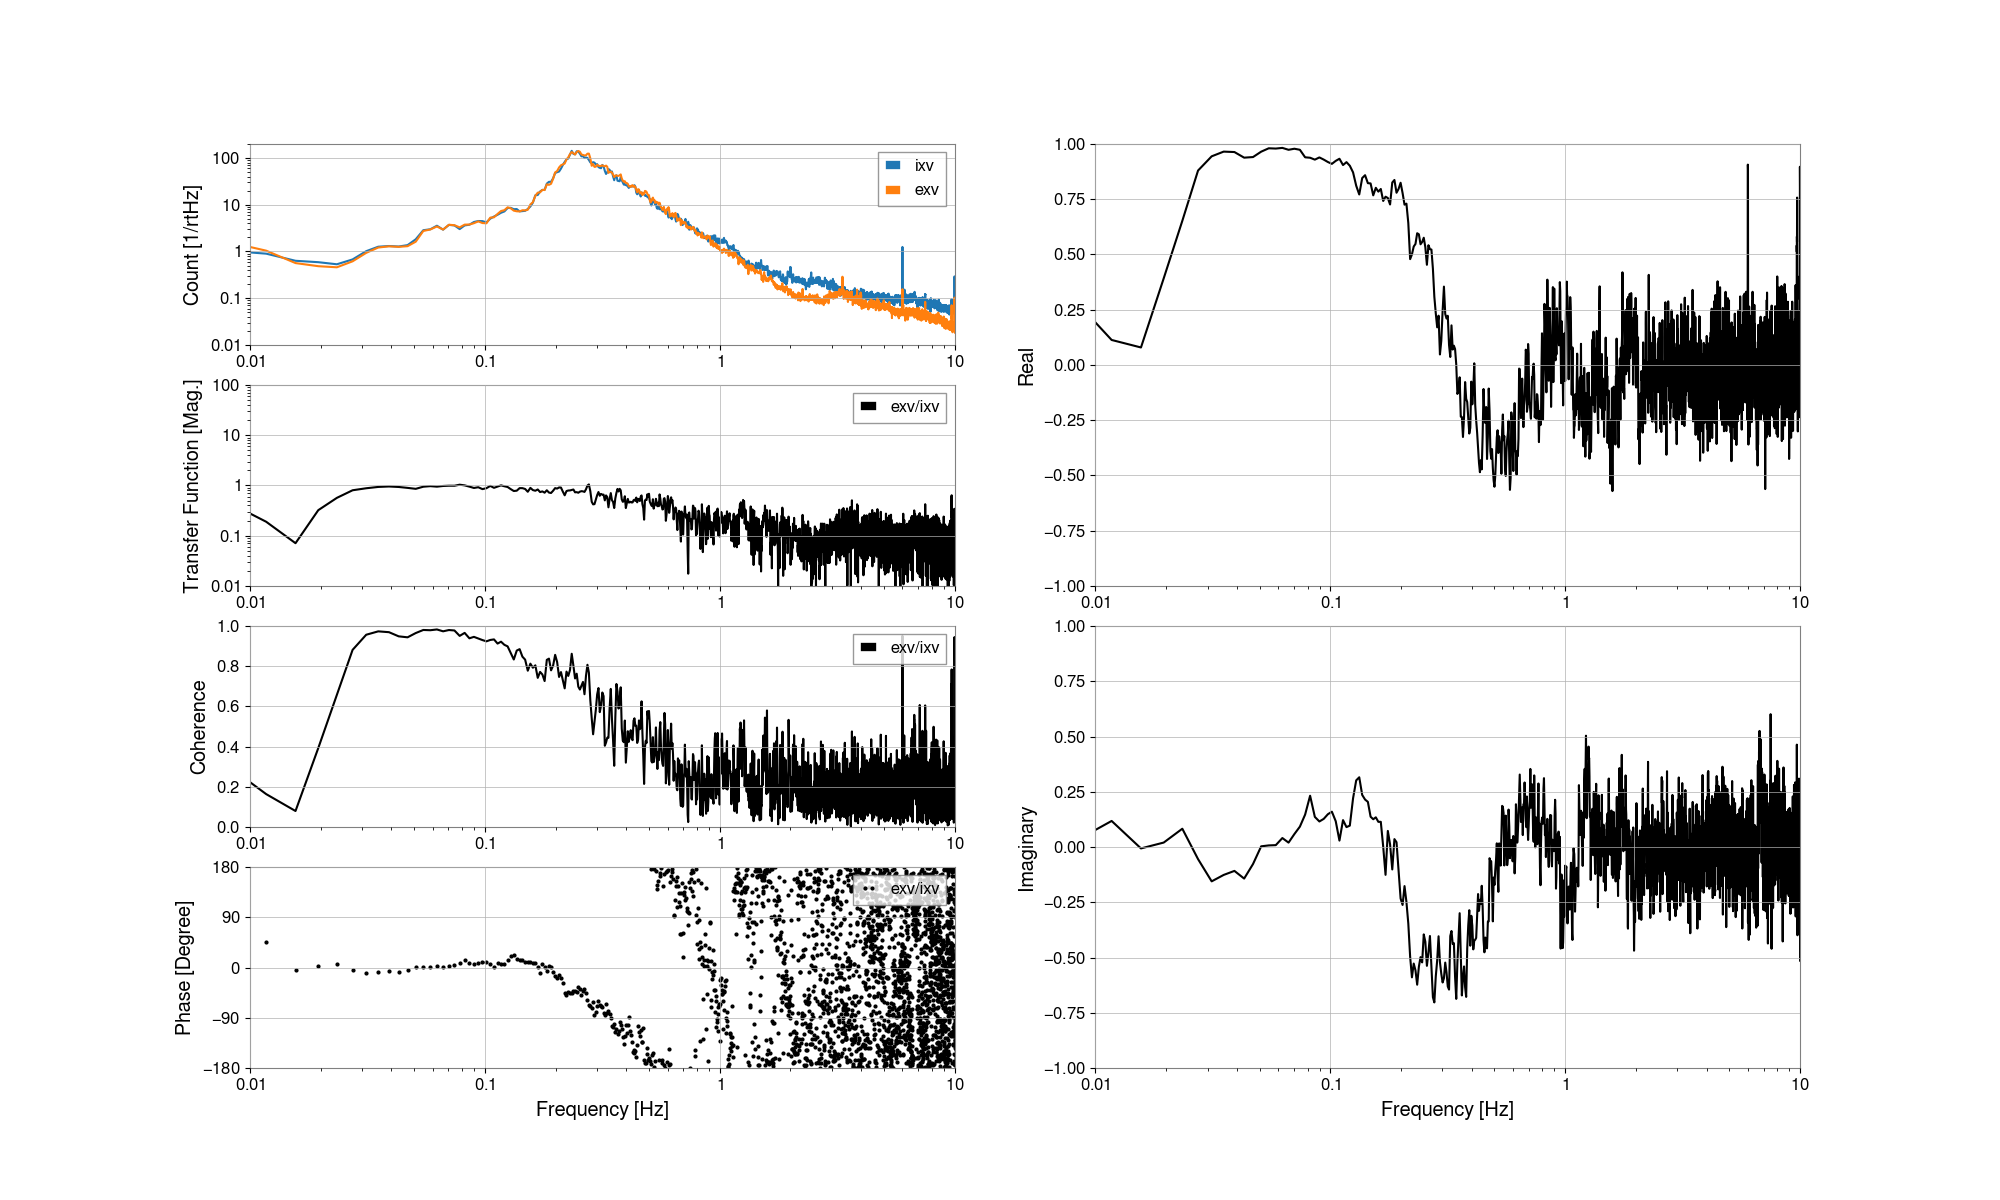 Count [1/rtHz]
100
10
1
0.1
0.01
ixv
exv
0.01 0.1 1 10
Transfer Function [Mag.]
100
10
1
0.1
0.01
exv/ixv
0.01 0.1 1 10
Coherence
1.0
0.8
0.6
0.4
0.2
0.0
exv/ixv
0.01 0.1 1 10
Phase [Degree]
180
90
0
−90
−180
exv/ixv
0.01 0.1 1 10
Frequency [Hz]
Real
1.00
0.75
0.50
0.25
0.00
−0.25
−0.50
−0.75
−1.00
0.01 0.1 1 10
Imaginary
1.00
0.75
0.50
0.25
0.00
−0.25
−0.50
−0.75
−1.00
0.01 0.1 1 10
Frequency [Hz]